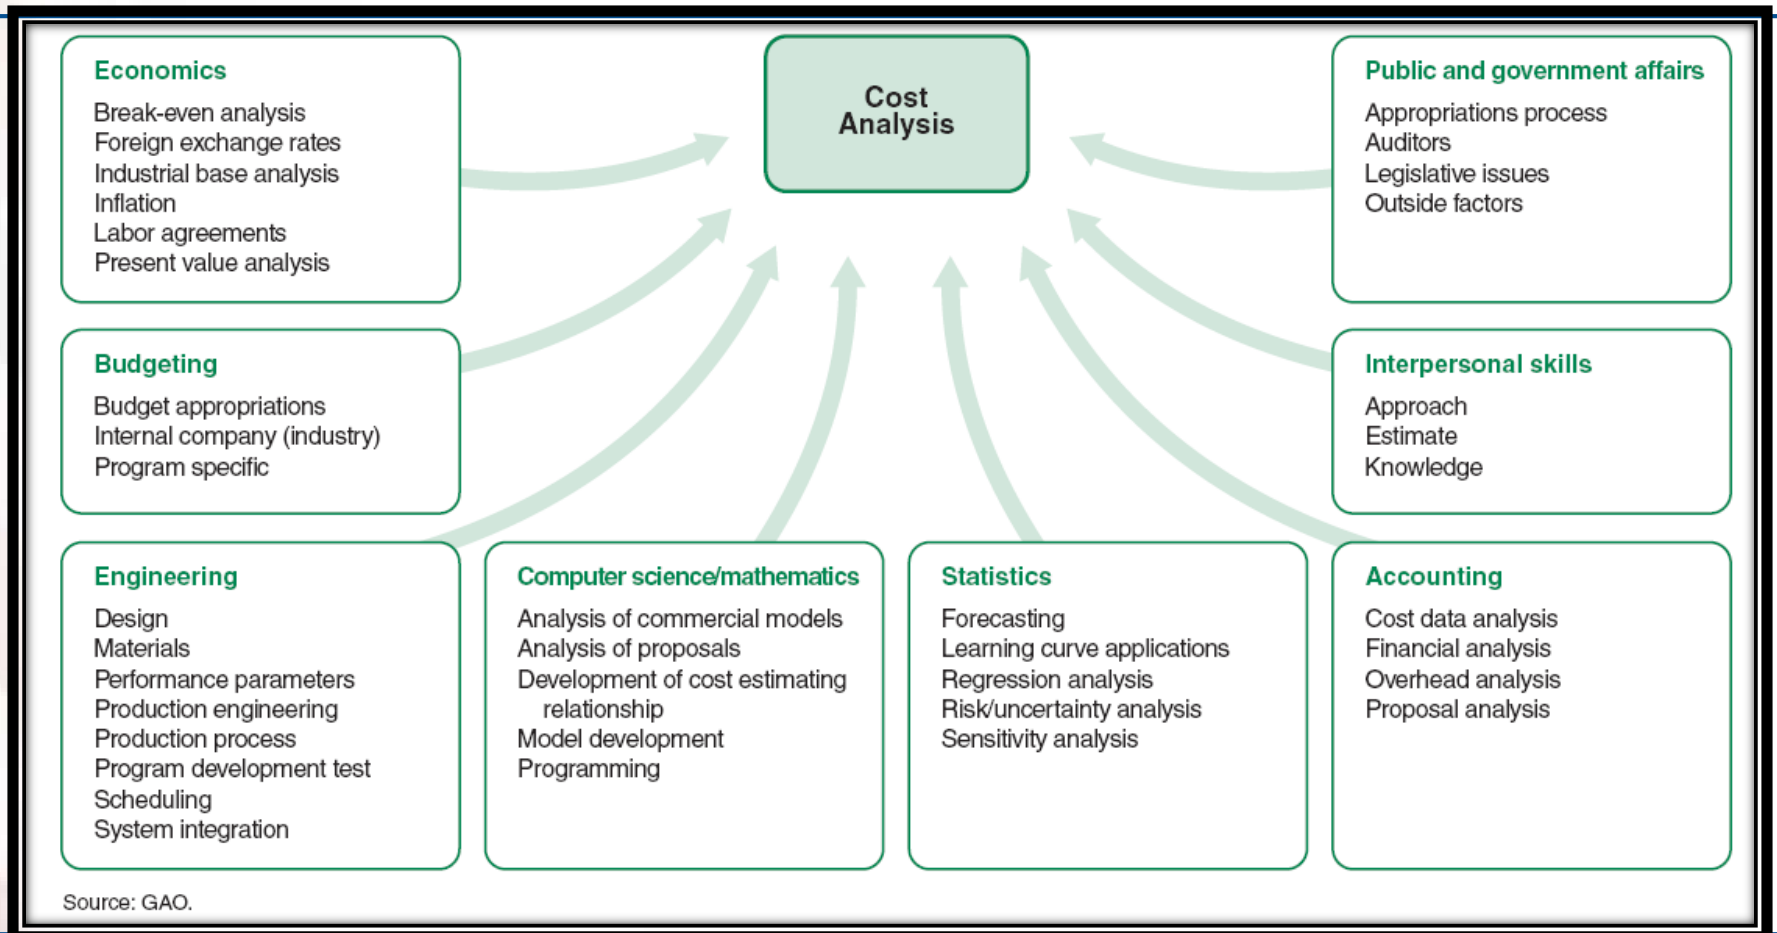 Cost
Analysis
Economics
Break-even analysis
Foreign exchange rates
Industrial base analysis
Inflation
Labor agreements
Present value analysis
Public and government affairs
Appropriations process
Auditors
Legislative issues
Outside factors
Budgeting
Budget appropriations
Internal company (industry)
Program specific
Interpersonal skills
Approach
Estimate
Knowledge
Engineering
Design
Materials
Performance parameters
Production engineering
Production process
Program development test
Scheduling
System integration
Computer science/mathematics
Analysis of commercial models
Analysis of proposals
Development of cost estimating
relationship
Model development
Programming
Statistics
Forecasting
Learning curve applications
Regression analysis
Risk/uncertainty analysis
Sensitivity analysis
Accounting
Cost data analysis
Financial analysis
Overhead analysis
Proposal analysis
Source: GAO.